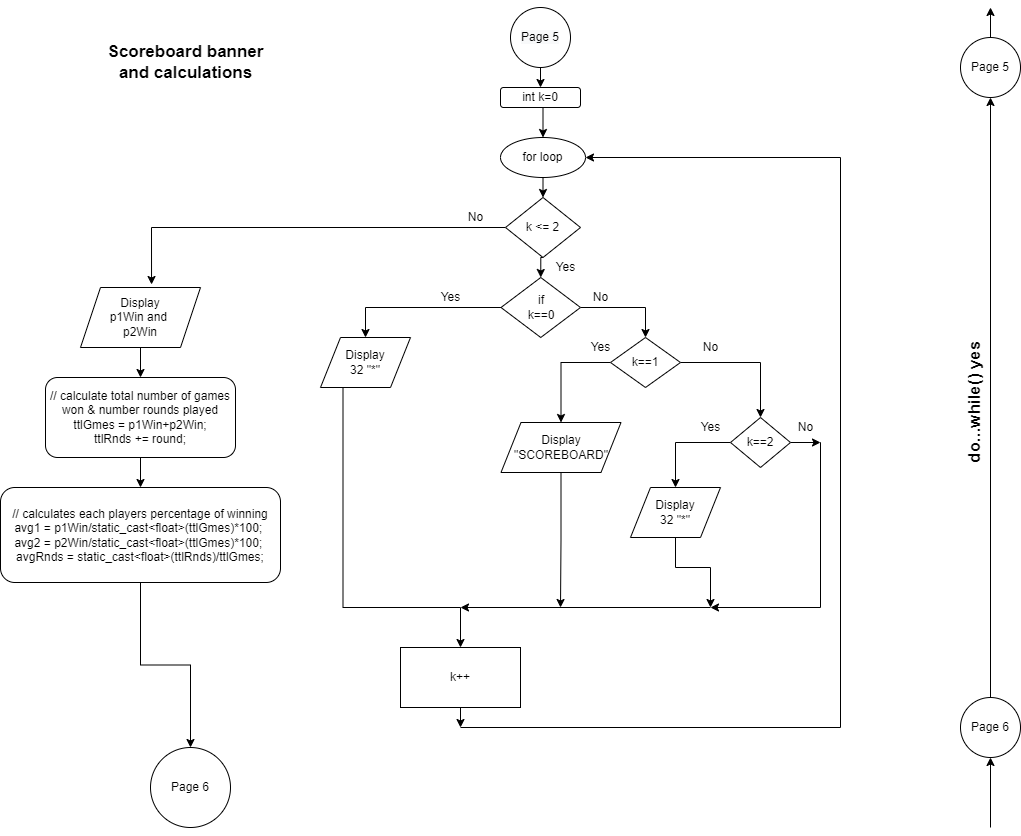 Scoreboard banner
and calculations
Page 5
int k=0
for loop
k <= 2
No
Yes
Display
p1Win and
p2Win
// calculate total number of games
won & number rounds played
ttlGmes = p1Win+p2Win;
ttlRnds += round;
// calculates each players percentage of winning
avg1 = p1Win/static_cast<float>(ttlGmes)*100;
avg2 = p2Win/static_cast<float>(ttlGmes)*100;
avgRnds = static_cast<float>(ttlRnds)/ttlGmes;
Page 6
if
k==0
Yes
No
Display
32 "*"
k==1
Yes
No
Display
"SCOREBOARD"
k==2
Yes
No
Display
32 "*"
k++
Page 5
do...while() yes
Page 6